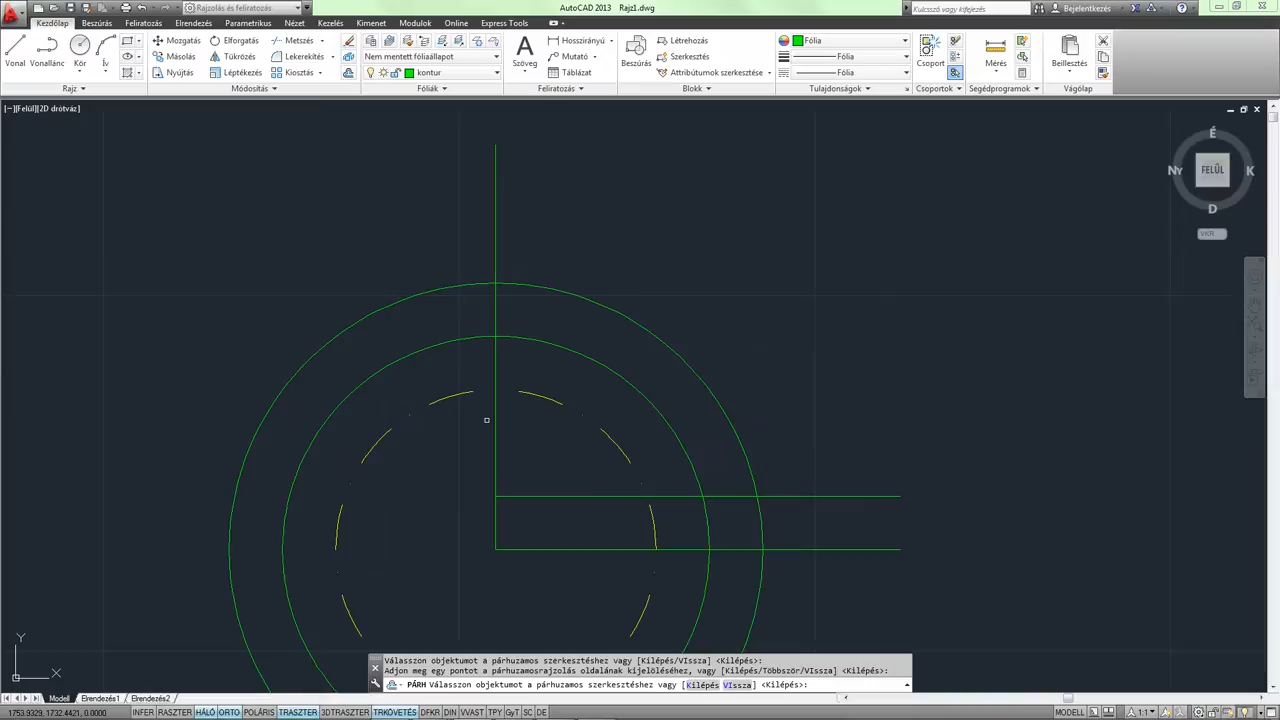 Rajzolás és feliratozás
AutoCAD 2013 Rajz1.dwg
Kulcsszó vagy kifejezés
Bejelentkezés
Kezdőlap Beszúrás Feliratozás Elrendezés Parametrikus Nézet Kezelés Kimenet Modulok Online Express Tools
Vonal Vonallánc Kör Ív
Mozgatás Elforgatás Metszés
Másolás Tükrözés Lekerekítés
Nyújtás Léptékezés Kiosztás
Nem mentett fóliaállapot
kontur
Szöveg
Hosszirányú
Mutató
Táblázat
Beszúrás
Létrehozás
Szerkesztés
Attribútumok szerkesztése
Fólia
Fólia
Fólia
Csoport
Mérés
Beillesztés
Rajz Módosítás Fóliák Feliratozás Blokk Tulajdonságok Csoportok Segédprogramok Vágólap
[−][Felül][2D drótváz]
É
NY FELÜL K
D
VKR
Y
X
Válasszon objektumot a párhuzamos szerkesztéshez vagy [Kilépés/VIssza] <Kilépés>:
Adjon meg egy pontot a párhuzamosrajzolás oldalának kijelöléséhez, vagy [Kilépés/Többször/VIssza] <Kilépés>:
PÁRH Válasszon objektumot a párhuzamos szerkesztéshez vagy [Kilépés VIssza] <Kilépés>:
Modell Elrendezés1 Elrendezés2
1753.9329, 1732.4421, 0.0000 INFER RASZTER HÁLÓ ORTO POLÁRIS TRASZTER 3DTRASZTER TRKÖVETÉS DFKR DIN VVAST TPY GyT SC DE MODELL 1:1